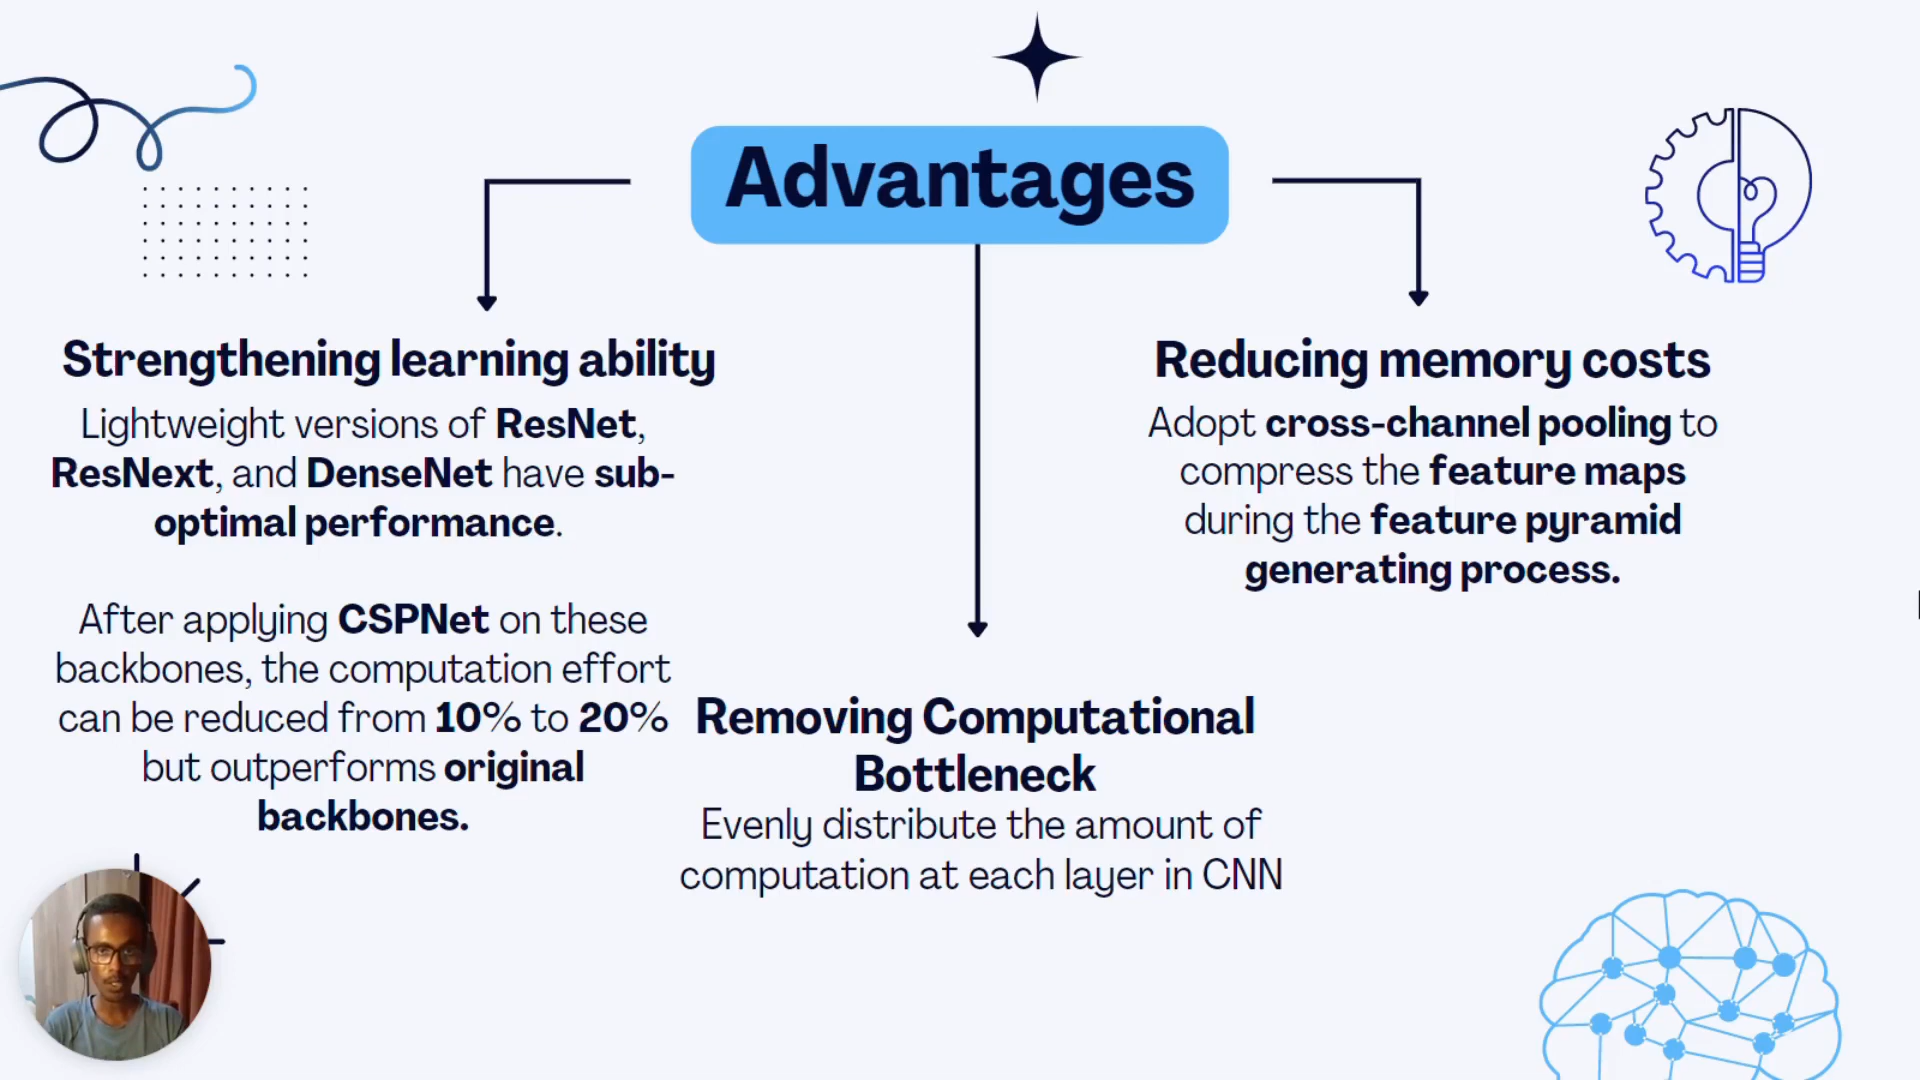 Advantages
Strengthening learning ability
Lightweight versions of ResNet,
ResNext, and DenseNet have sub-
optimal performance.
After applying CSPNet on these
backbones, the computation effort
can be reduced from 10% to 20%
but outperforms original
backbones.
Removing Computational
Bottleneck
Evenly distribute the amount of
computation at each layer in CNN
Reducing memory costs
Adopt cross-channel pooling to
compress the feature maps
during the feature pyramid
generating process.